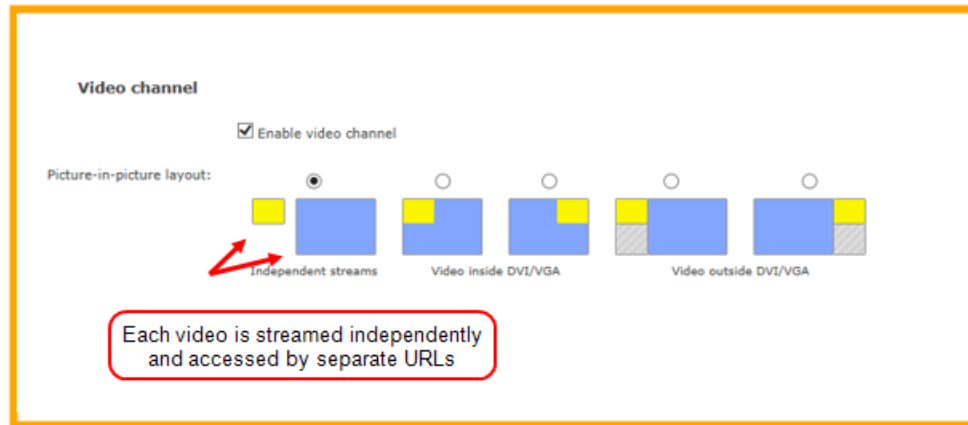 Video channel
Enable video channel
Picture-in-picture layout:
Independent streams
Video inside DVI/VGA
Video outside DVI/VGA
Each video is streamed independently
and accessed by separate URLs